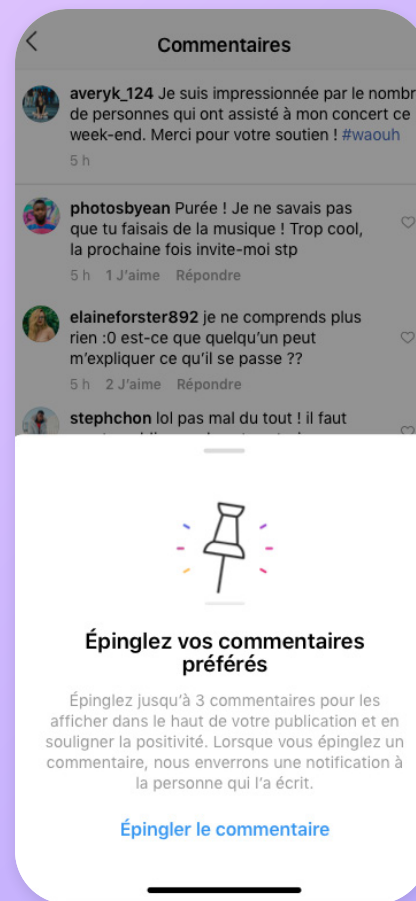 Commentaires
averyk_124 Je suis impressionnée par le nombr
de personnes qui ont assisté à mon concert ce
week-end. Merci pour votre soutien ! #waouh
5 h
photosbyean Purée ! Je ne savais pas
que tu faisais de la musique ! Trop cool,
la prochaine fois invite-moi stp
5 h 1 J'aime Répondre
elaineforster892 je ne comprends plus
rien :0 est-ce que quelqu'un peut
m'expliquer ce qu'il se passe ??
5 h 2 J'aime Répondre
stephchon lol pas mal du tout ! il faut
Épinglez vos commentaires
préférés
Épinglez jusqu'à 3 commentaires pour les
afficher dans le haut de votre publication et en
souligner la positivité. Lorsque vous épinglez un
commentaire, nous enverrons une notification à
la personne qui l'a écrit.
Épingler le commentaire